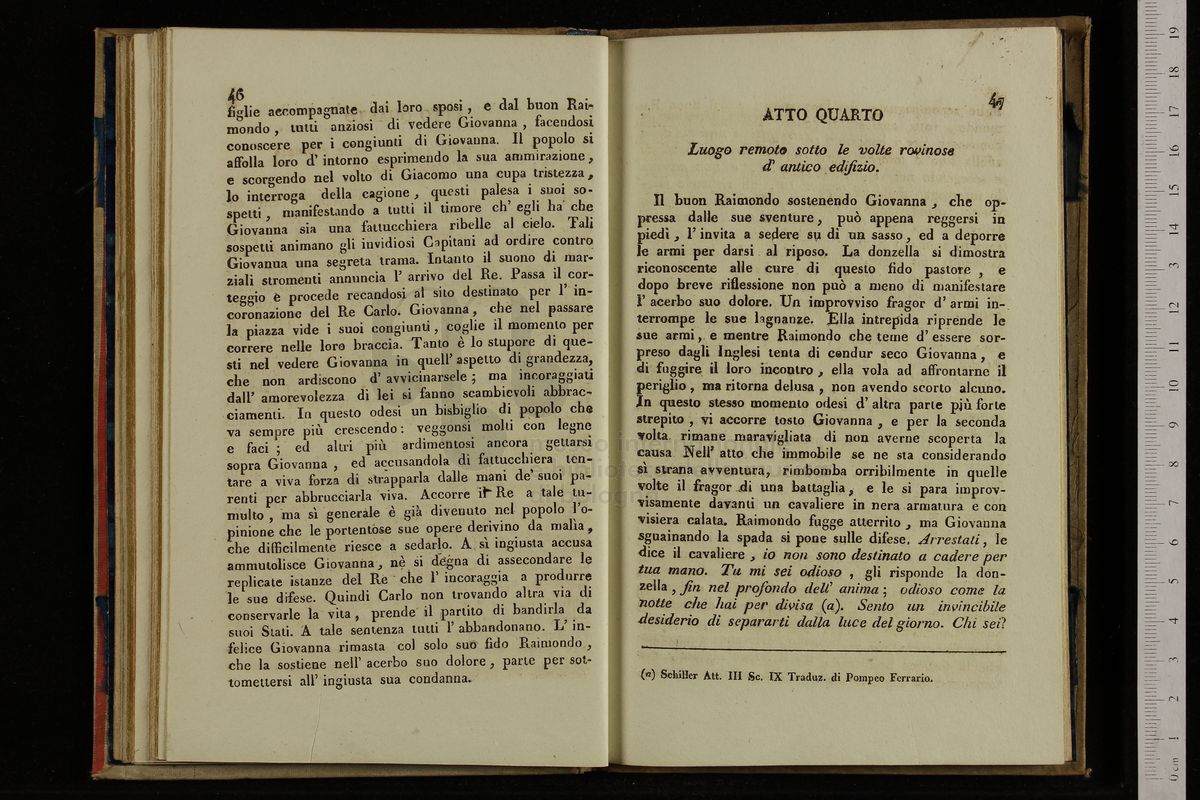 46
figlie accompagnate dai loro sposi, e dal buon Rai-
mondo, tutti anziosi di vedere Giovanna, facendosi
conoscere per i congiunti di Giovanna. Il popolo si
affolla loro d' intorno esprimendo la sua ammirazione,
e scorgendo nel volto di Giacomo una cupa tristezza,
lo interroga della cagione, questi palesa i suoi so-
spetti, manifestando a tutti il timore ch' egli ha che
Giovanna sia una fattucchiera ribelle al cielo. Tali
sospetti animano gli invidiosi Capitani ad ordire contro
Giovanna una segreta trama. Intanto il suono di mar-
ziali stromenti annuncia l' arrivo del Re. Passa il cor-
teggio e procede recandosi al sito destinato per l' in-
coronazione del Re Carlo. Giovanna, che nel passare
la piazza vide i suoi congiunti, coglie il momento per
correre nelle loro braccia. Tanto è lo stupore di que-
sti nel vedere Giovanna in quell' aspetto di grandezza,
che non ardiscono d' avvicinarsele; ma incoraggiati
dall' amorevolezza di lei si fanno scambievoli abbrac-
ciamenti. In questo odesi un bisbiglio di popolo che
va sempre più crescendo: veggonsi molti con legne
e faci; ed altri più ardimentosi ancora gettarsi
sopra Giovanna, ed accusandola di fattucchiera ten-
tare a viva forza di strapparla dalle mani de' suoi pa-
renti per abbrucciarla viva. Accorre il Re a tale tu-
multo, ma sì generale è già divenuto nel popolo l'o-
pinione che le portentose sue opere derivino da malìa,
che difficilmente riesce a sedarlo. A sì ingiusta accusa
ammutolisce Giovanna, nè si degna di assecondare le
replicate istanze del Re che l' incoraggia a produrre
le sue difese. Quindi Carlo non trovando altra via di
conservarle la vita, prende il partito di bandirla da
suoi Stati. A tale sentenza tutti l' abbandonano. L' in-
felice Giovanna rimasta col solo suo fido Raimondo,
che la sostiene nell' acerbo suo dolore, parte per sot-
tomettersi all' ingiusta sua condanna.
47
ATTO QUARTO
Luogo remoto sotto le volte rovinose
d' antico edifizio.
Il buon Raimondo sostenendo Giovanna, che op-
pressa dalle sue sventure, può appena reggersi in
piedi, l' invita a sedere su di un sasso, ed a deporre
le armi per darsi al riposo. La donzella si dimostra
riconoscente alle cure di questo fido pastore, e
dopo breve riflessione non può a meno di manifestare
l' acerbo suo dolore. Un improvviso fragor d' armi in-
terrompe le sue lagnanze. Ella intrepida riprende le
sue armi, e mentre Raimondo che teme d' essere sor-
preso dagli Inglesi tenta di condur seco Giovanna, e
di fuggire il loro incontro, ella vola ad affrontarne il
periglio, ma ritorna delusa, non avendo scorto alcuno.
In questo stesso momento odesi d' altra parte più forte
strepito, vi accorre tosto Giovanna, e per la seconda
volta rimane maravigliata di non averne scoperta la
causa. Nell' atto che immobile se ne sta considerando
sì strana avventura, rimbomba orribilmente in quelle
volte il fragor di una battaglia, e le si para improv-
visamente davanti un cavaliere in nera armatura e con
visiera calata. Raimondo fugge atterrito, ma Giovanna
sguainando la spada si pone sulle difese. Arrestati, le
dice il cavaliere, io non sono destinato a cadere per
tua mano. Tu mi sei odioso, gli risponde la don-
zella, fin nel profondo dell' anima; odioso come la
notte che hai per divisa (a). Sento un invincibile
desiderio di separarti dalla luce del giorno. Chi sei?
(a) Schiller Att. III Sc. IX Traduz. di Pompeo Ferrario.
0 cm 1 2 3 4 5 6 7 8 9 10 11 12 13 14 15 16 17 18 19